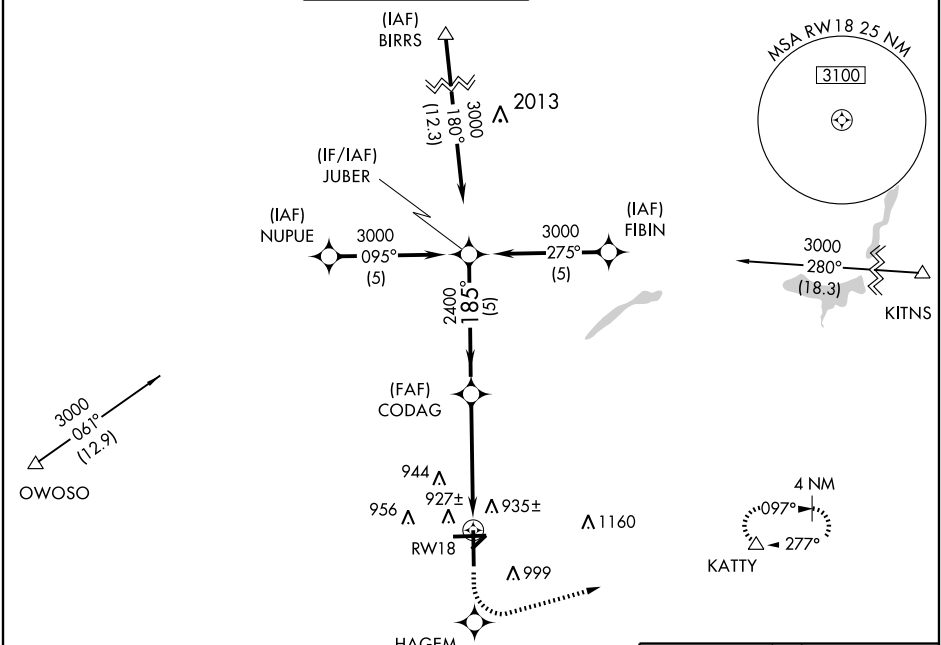 (IAF)
BIRRS
MSA RW18 25 NM
3100
3000
180°
(12.3)
2013
(IF/IAF)
JUBER
(IAF)
NUPUE
3000
095°
(5)
3000
275°
(5)
(IAF)
FIBIN
3000
280°
(18.3)
KITNS
2400
185°
(5)
(FAF)
CODAG
3000
061°
(12.9)
OWOSO
944
956
927±
935±
1160
RW18
999
4 NM
097°
277°
KATTY
HAGEM